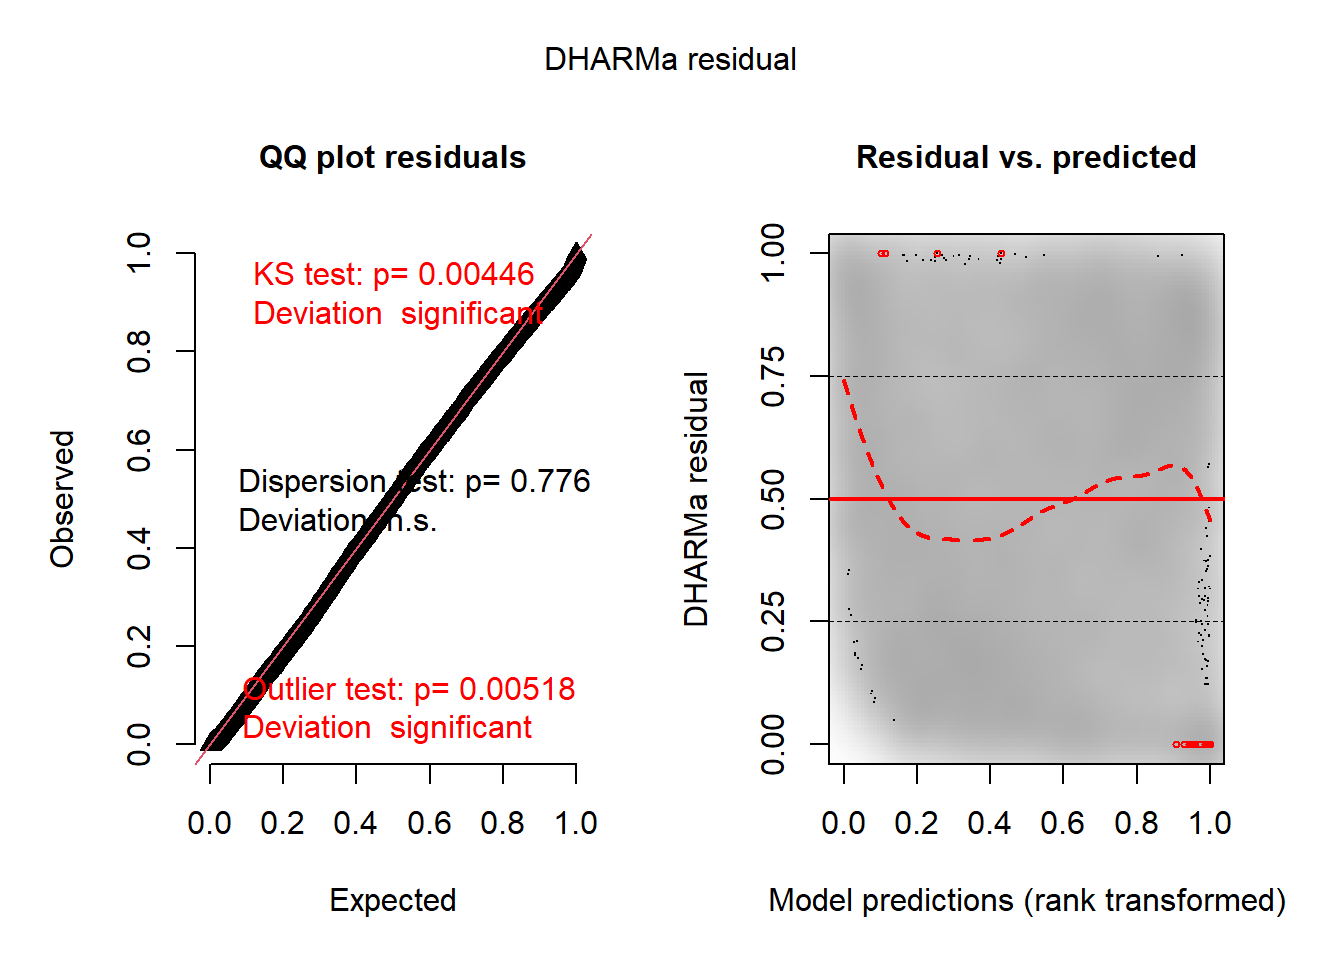 DHARMa residual
QQ plot residuals
KS test: p= 0.00446
Deviation  significant
Dispersion test: p= 0.776
Deviation n.s.
Outlier test: p= 0.00518
Deviation  significant
Observed
0.0 0.2 0.4 0.6 0.8 1.0
0.0 0.2 0.4 0.6 0.8 1.0
Expected
Residual vs. predicted
DHARMa residual
0.00 0.25 0.50 0.75 1.00
0.0 0.2 0.4 0.6 0.8 1.0
Model predictions (rank transformed)